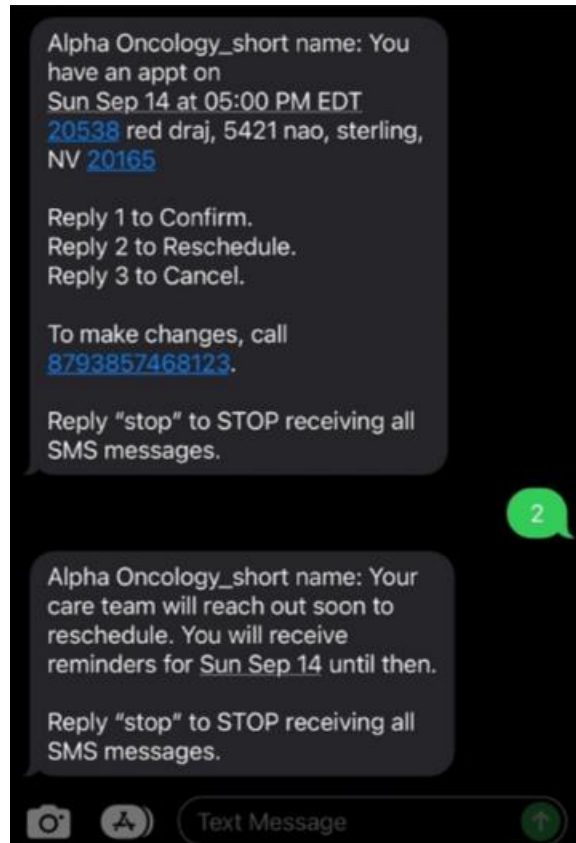 Alpha Oncology_short name: You
have an appt on
Sun Sep 14 at 05:00 PM EDT
20538 red draj, 5421 nao, sterling,
NV 20165
Reply 1 to Confirm.
Reply 2 to Reschedule.
Reply 3 to Cancel.
To make changes, call
8793857468123.
Reply “stop” to STOP receiving all
SMS messages.
2
Alpha Oncology_short name: Your
care team will reach out soon to
reschedule. You will receive
reminders for Sun Sep 14 until then.
Reply “stop” to STOP receiving all
SMS messages.
Text Message